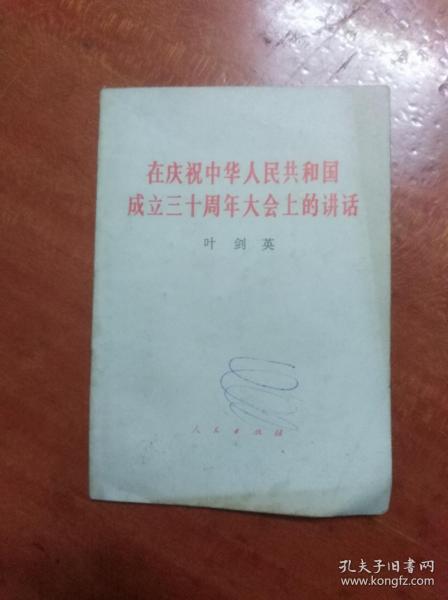 在庆祝中华人民共和国
成立三十周年大会上的讲话
叶剑英
人民出版社
孔夫子旧书网
www.kongfz.com